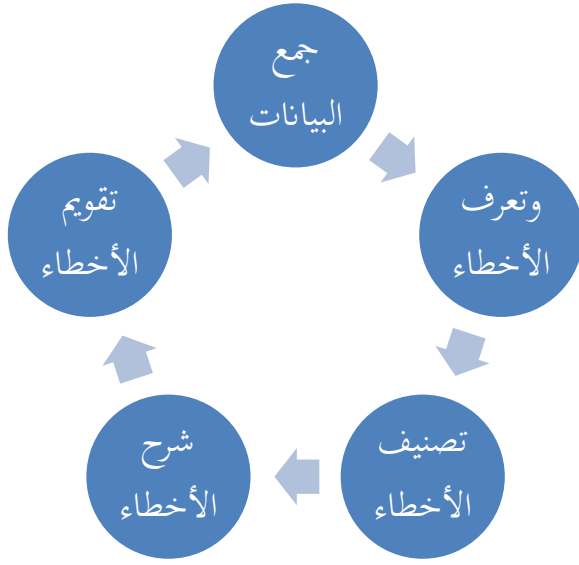 جمع
البيانات
وتعرف
الأخطاء
تصنيف
الأخطاء
شرح
الأخطاء
تقويم
الأخطاء